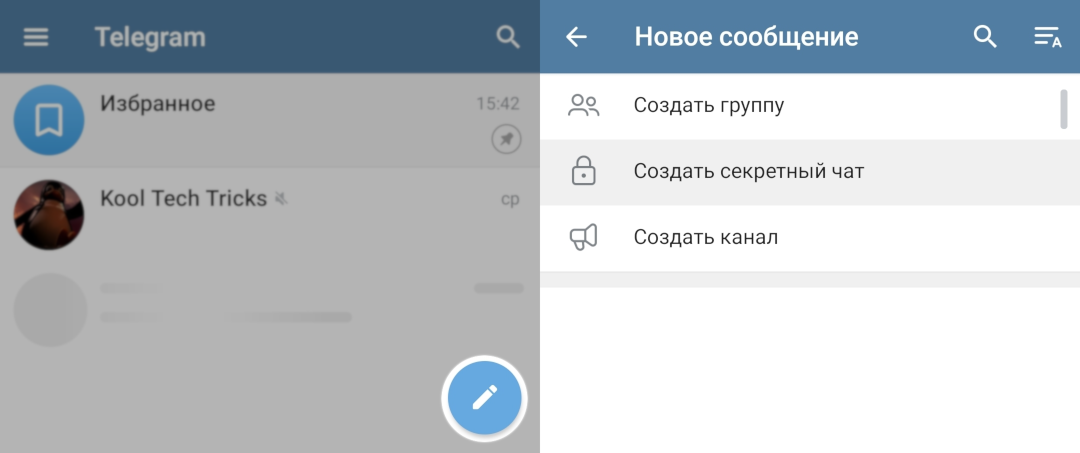 Telegram
Избранное
15:42
Kool Tech Tricks
ср
Новое сообщение
Создать группу
Создать секретный чат
Создать канал